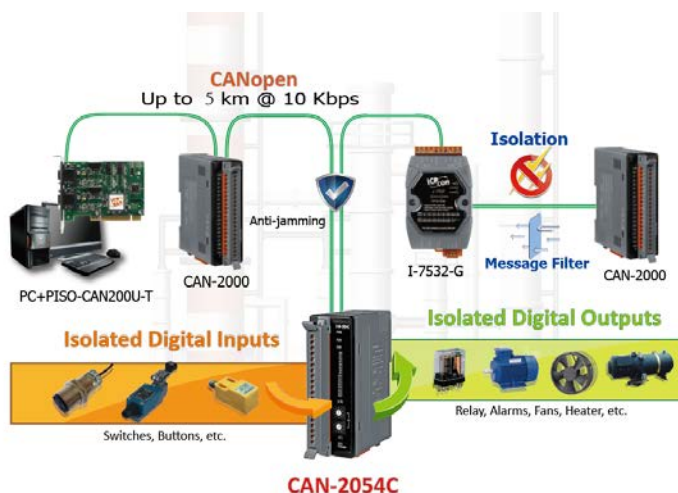 CANopen
Up to 5 km @ 10 Kbps
Isolation
Anti-jamming
Message Filter
PC+PISO-CAN200U-T
CAN-2000
I-7532-G
CAN-2000
Isolated Digital Inputs
Isolated Digital Outputs
Switches, Buttons, etc.
Relay, Alarms, Fans, Heater, etc.
CAN-2054C